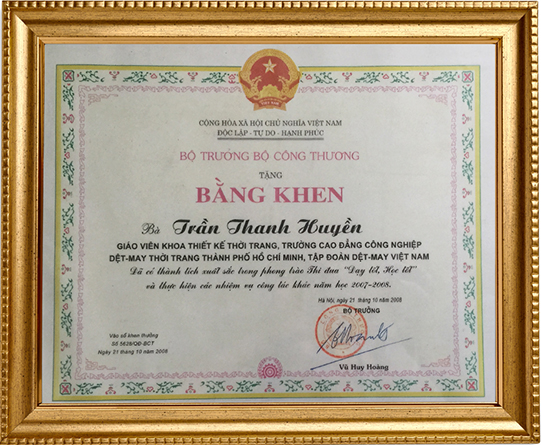 CỘNG HÒA XÃ HỘI CHỦ NGHĨA VIỆT NAM
ĐỘC LẬP - TỰ DO - HẠNH PHÚC
BỘ TRƯỞNG BỘ CÔNG THƯƠNG
TẶNG
BẰNG KHEN
Bà Trần Thanh Huyền
GIÁO VIÊN KHOA THIẾT KẾ THỜI TRANG, TRƯỜNG CAO ĐẲNG CÔNG NGHIỆP
DỆT-MAY THỜI TRANG THÀNH PHỐ HỒ CHÍ MINH, TẬP ĐOÀN DỆT-MAY VIỆT NAM
Đã có thành tích xuất sắc trong phong trào Thi đua "Dạy tốt, Học tốt"
và thực hiện các nhiệm vụ công tác khác năm học 2007-2008.
Hà Nội, ngày 21 tháng 10 năm 2008
BỘ TRƯỞNG
Vào sổ khen thưởng
Số 5628/QĐ-BCT
Ngày 21 tháng 10 năm 2008
Vũ Huy Hoàng